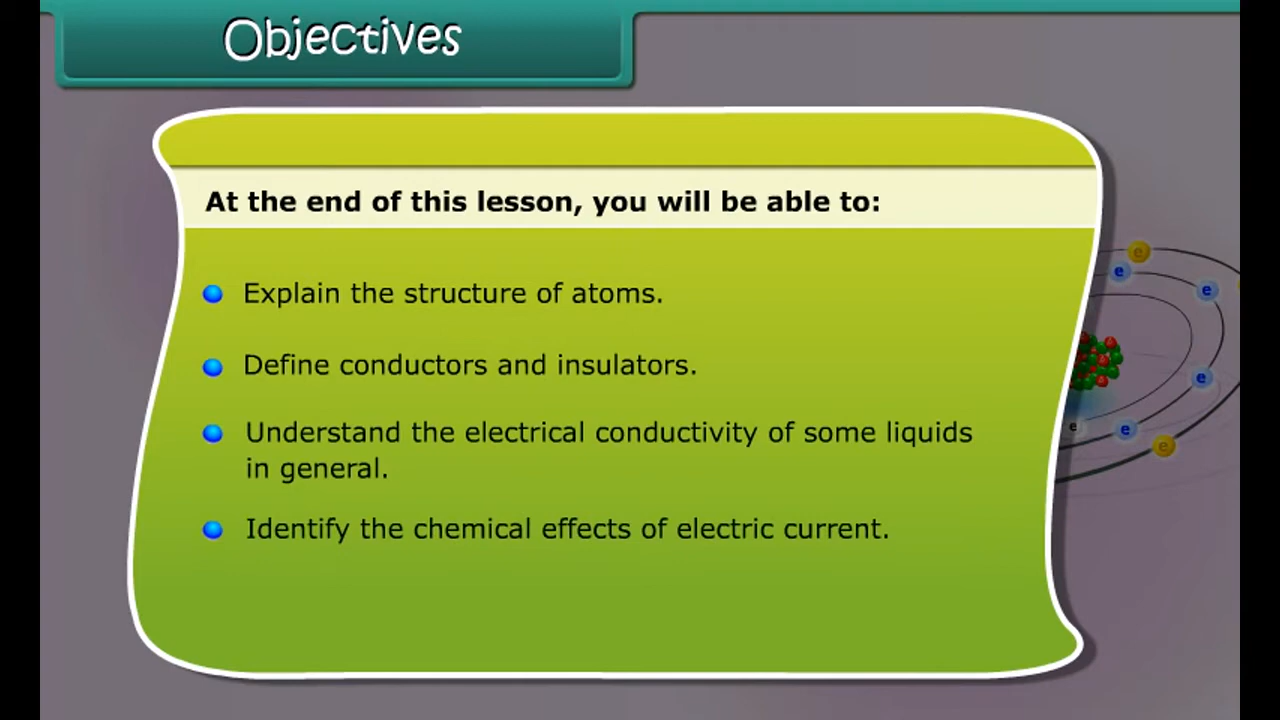 Objectives
At the end of this lesson, you will be able to:
Explain the structure of atoms.
Define conductors and insulators.
Understand the electrical conductivity of some liquids
in general.
Identify the chemical effects of electric current.
e
e
e
e
e
e
e